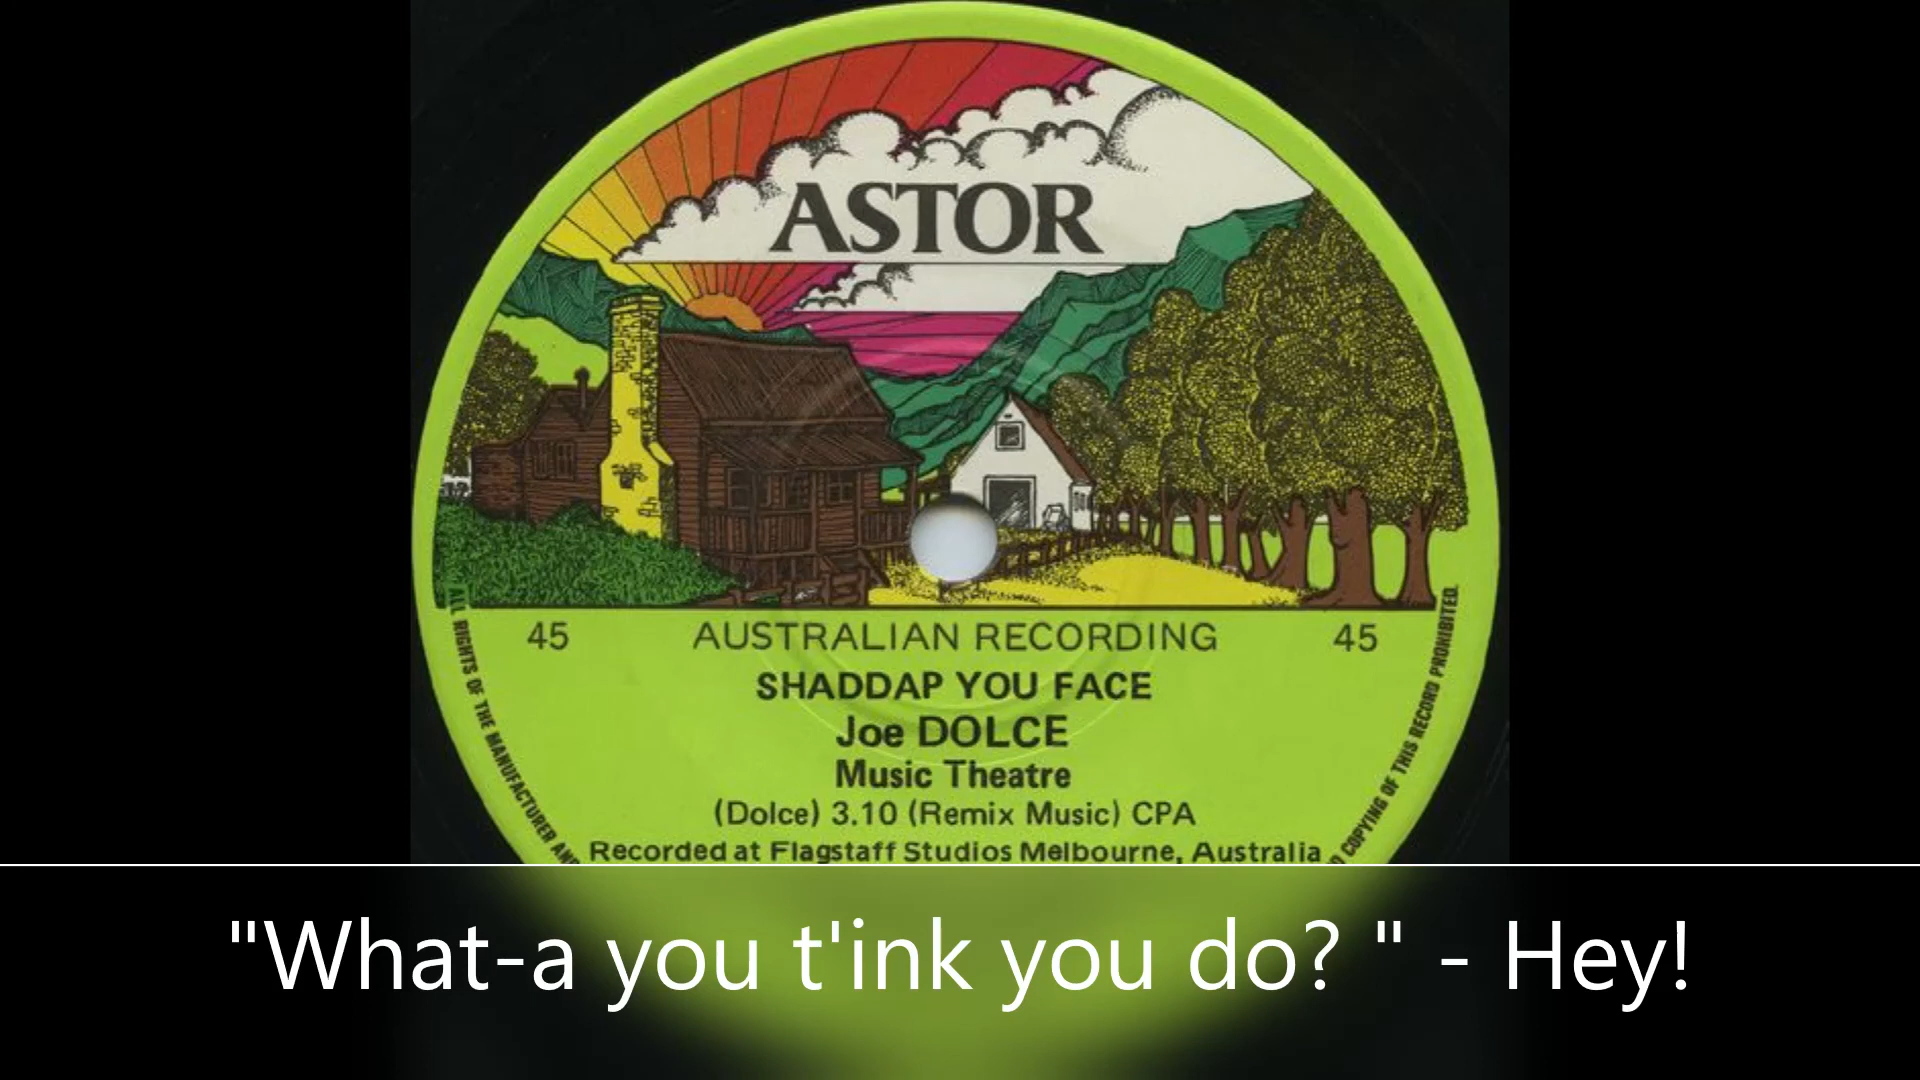 ASTOR
45 AUSTRALIAN RECORDING 45
SHADDAP YOU FACE
Joe DOLCE
Music Theatre
(Dolce) 3.10 (Remix Music) CPA
Recorded at Flagstaff Studios Melbourne, Australia
ALL RIGHTS OF THE MANUFACTURER AND
COPYING OF THIS RECORD PROHIBITED.
"What-a you t'ink you do? " - Hey!